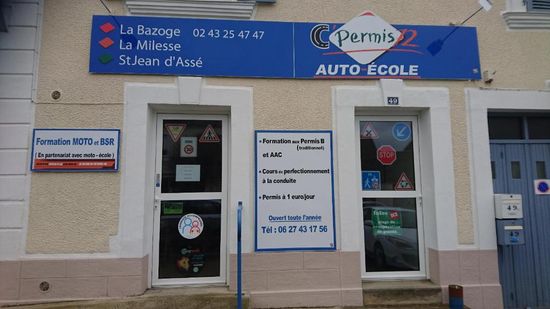 La Bazoge 02 43 25 47 47
La Milesse
StJean d'Assé
C Permis 72
AUTO ÉCOLE
49
Formation MOTO et BSR
(En partenariat avec moto - école)
• Formation aux Permis B
(traditionnel)
et AAC
• Cours de perfectionnement
à la conduite
• Permis à 1 euro/jour
Ouvert toute l'année
Tél : 06 27 43 17 56
STOP
30